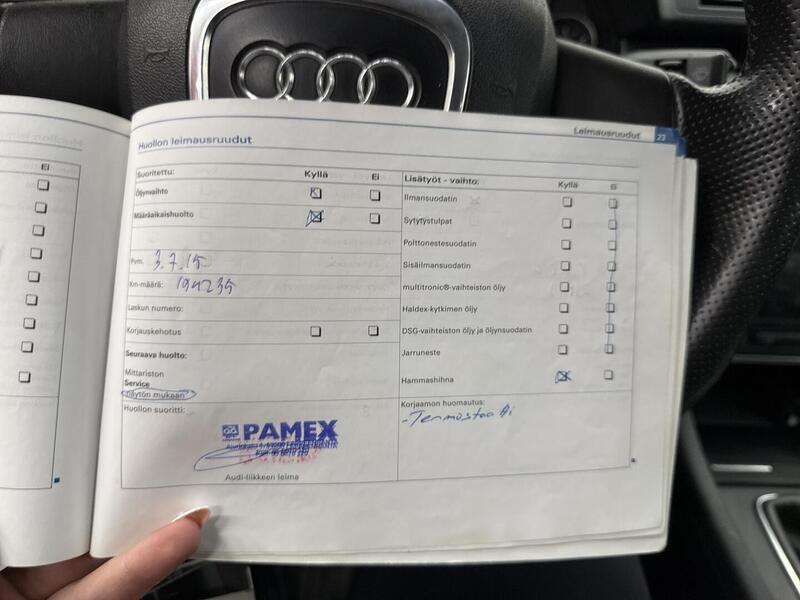 Leimausruudut 23
Huollon leimausruudut
Suoritettu: Kyllä Ei
Öljynvaihto
Määräaikaishuolto
Pvm. 3.7.15
Km-määrä: 194235
Laskun numero:
Korjauskehotus
Seuraava huolto:
Mittariston
Service
näytön mukaan
Huollon suoritti:
PAMEX
Audi-liikkeen leima
Lisätyöt - vaihto: Kyllä Ei
Ilmansuodatin
Sytytystulpat
Polttonestesuodatin
Sisäilmansuodatin
multitronic®-vaihteiston öljy
Haldex-kytkimen öljy
DSG-vaihteiston öljy ja öljynsuodatin
Jarruneste
Hammashihna
Korjaamon huomautus:
-Termostaatti
Ei